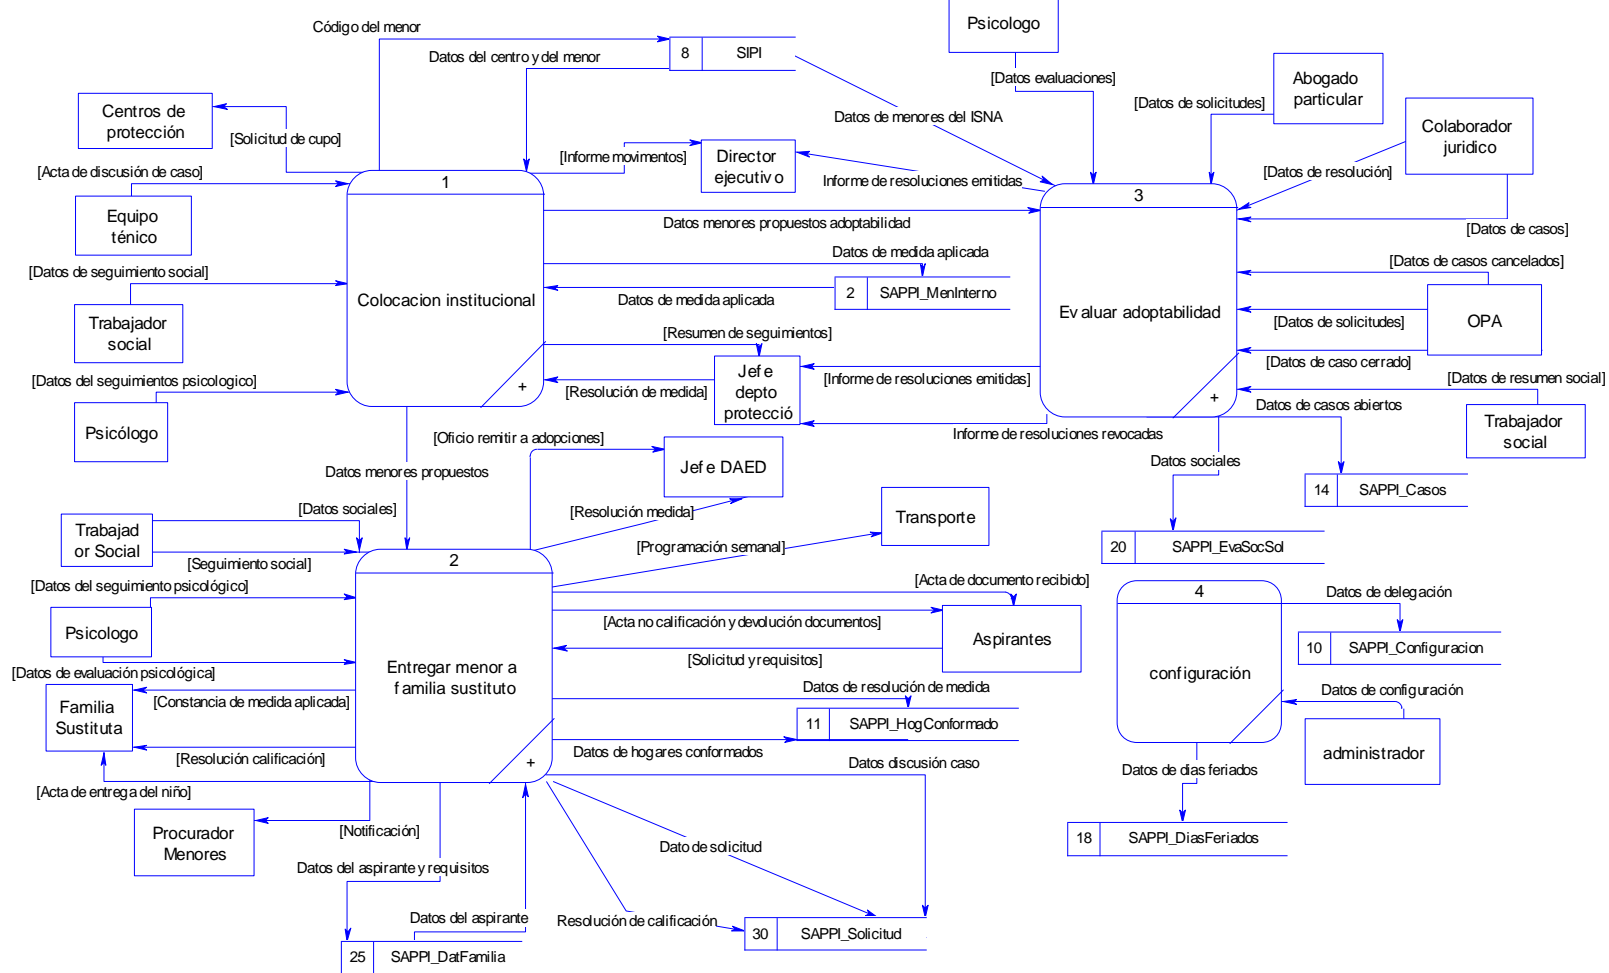 Código del menor
Psicologo
Datos del centro y del menor
8
SIPI
[Datos evaluaciones]
Abogado
particular
Centros de
protección
[Datos de solicitudes]
Datos de menores del ISNA
Colaborador
juridico
[Solicitud de cupo]
[Informe movimentos]
Director
ejecutivo
[Acta de discusión de caso]
[Datos de resolución]
Informe de resoluciones emitidas
1
3
Equipo
ténico
Datos menores propuestos adoptabilidad
[Datos de casos]
Datos de medida aplicada
[Datos de casos cancelados]
[Datos de seguimiento social]
2
SAPPI_MenInterno
Colocacion institucional
Datos de medida aplicada
Evaluar adoptabilidad
OPA
[Datos de solicitudes]
Trabajador
social
[Resumen de seguimientos]
[Datos de caso cerrado]
Jefe
depto
protecció
[Informe de resoluciones emitidas]
[Datos del seguimientos psicologico]
[Resolución de medida]
[Datos de resumen social]
+
+
Datos de casos abiertos
Psicólogo
Trabajador
social
[Oficio remitir a adopciones]
Informe de resoluciones revocadas
Datos menores propuestos
Jefe DAED
Datos sociales
14
SAPPI_Casos
[Datos sociales]
[Resolución medida]
Transporte
Trabajad
or Social
[Programación semanal]
20
SAPPI_EvaSocSol
[Seguimiento social]
2
[Datos del seguimiento psicológico]
[Acta de documento recibido]
4
Datos de delegación
Psicologo
[Acta no calificación y devolución documentos]
Aspirantes
10
SAPPI_Configuracion
[Datos de evaluación psicológica]
Entregar menor a
familia sustituto
[Solicitud y requisitos]
configuración
Datos de resolución de medida
Datos de configuración
Familia
Sustituta
[Constancia de medida aplicada]
11
SAPPI_HogConformado
Datos de hogares conformados
administrador
[Resolución calificación]
+
Datos discusión caso
Datos de dias feriados
[Acta de entrega del niño]
Procurador
Menores
[Notificación]
18
SAPPI_DiasFeriados
Dato de solicitud
Datos del aspirante y requisitos
Datos del aspirante
Resolución de calificación
30
SAPPI_Solicitud
25
SAPPI_DatFamilia